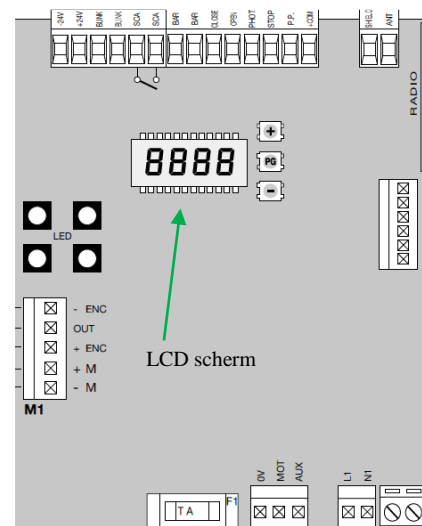 -24V
+24V
BLINK
BLINK
SCA
SCA
BAR
BAR
CLOSE
OPEN
PHOT
STOP
P.P.
+COM
SHIELD
ANT
RADIO
8888
+
PG
-
LED
- ENC
OUT
+ ENC
+ M
- M
M1
LCD scherm
0V
MOT
AUX
L1
N1
F1
T A